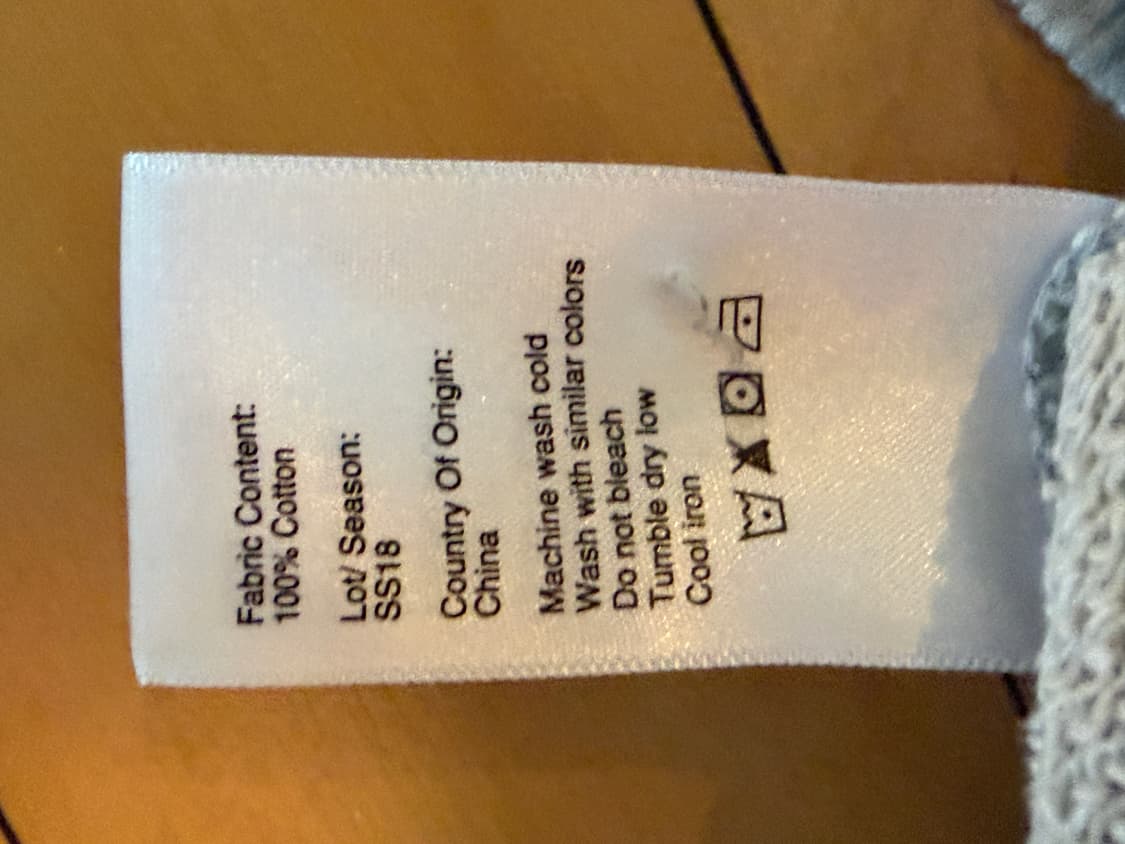 Fabric Content:
100% Cotton
Lot/ Season:
SS18
Country Of Origin:
China
Machine wash cold
Wash with similar colors
Do not bleach
Tumble dry low
Cool iron